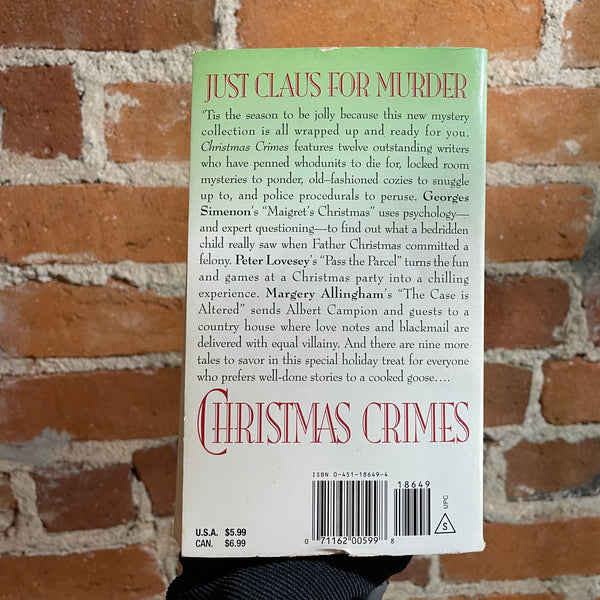 JUST CLAUS FOR MURDER
'Tis the season to be jolly because this new mystery
collection is all wrapped up and ready for you.
Christmas Crimes features twelve outstanding writers
who have penned whodunits to die for, locked room
mysteries to ponder, old–fashioned cozies to snuggle
up to, and police procedurals to peruse. Georges
Simenon's “Maigret's Christmas” uses psychology—
and expert questioning—to find out what a bedridden
child really saw when Father Christmas committed a
felony. Peter Lovesey's “Pass the Parcel” turns the fun
and games at a Christmas party into a chilling
experience. Margery Allingham's “The Case is
Altered” sends Albert Campion and guests to a
country house where love notes and blackmail are
delivered with equal villainy. And there are nine more
tales to savor in this special holiday treat for everyone
who prefers well-done stories to a cooked goose....
CHRISTMAS CRIMES
ISBN 0-451-18649-4
18649
UPC
S
U.S.A. $5.99
CAN. $6.99
0 71162 00599 8